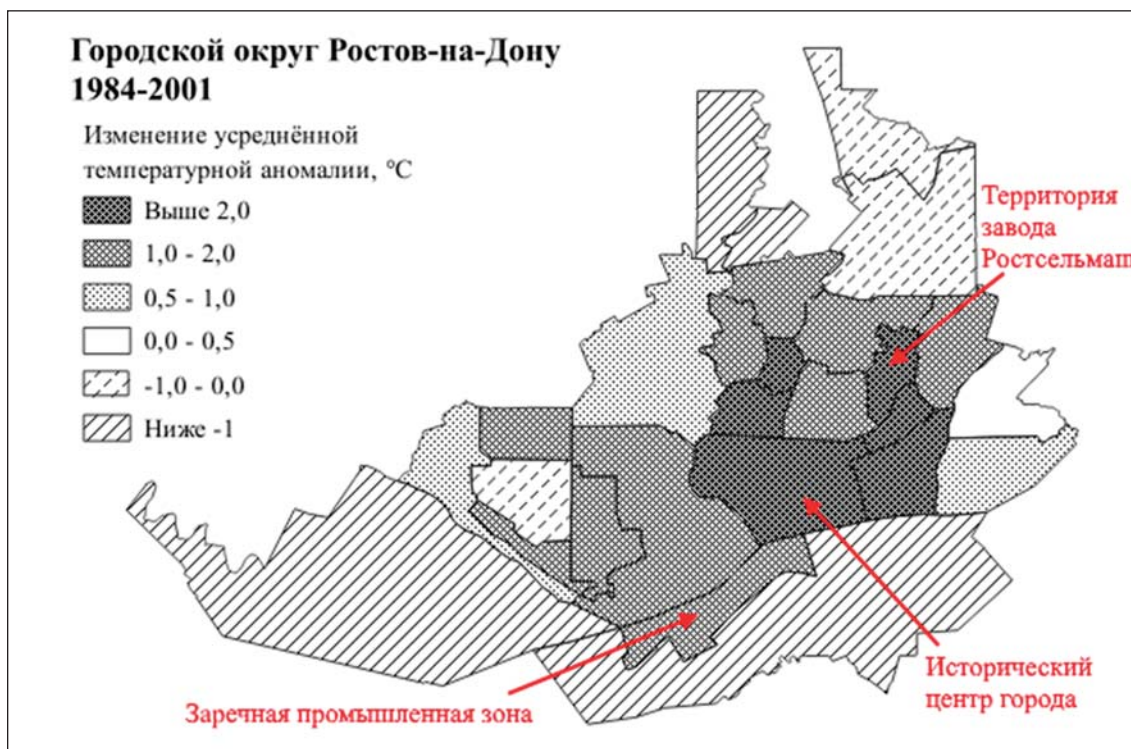 Городской округ Ростов-на-Дону
1984-2001
Изменение усреднённой
температурной аномалии, °C
Выше 2,0
1,0 - 2,0
0,5 - 1,0
0,0 - 0,5
-1,0 - 0,0
Ниже -1
Территория
завода
Ростсельмаш
Исторический
центр города
Заречная промышленная зона